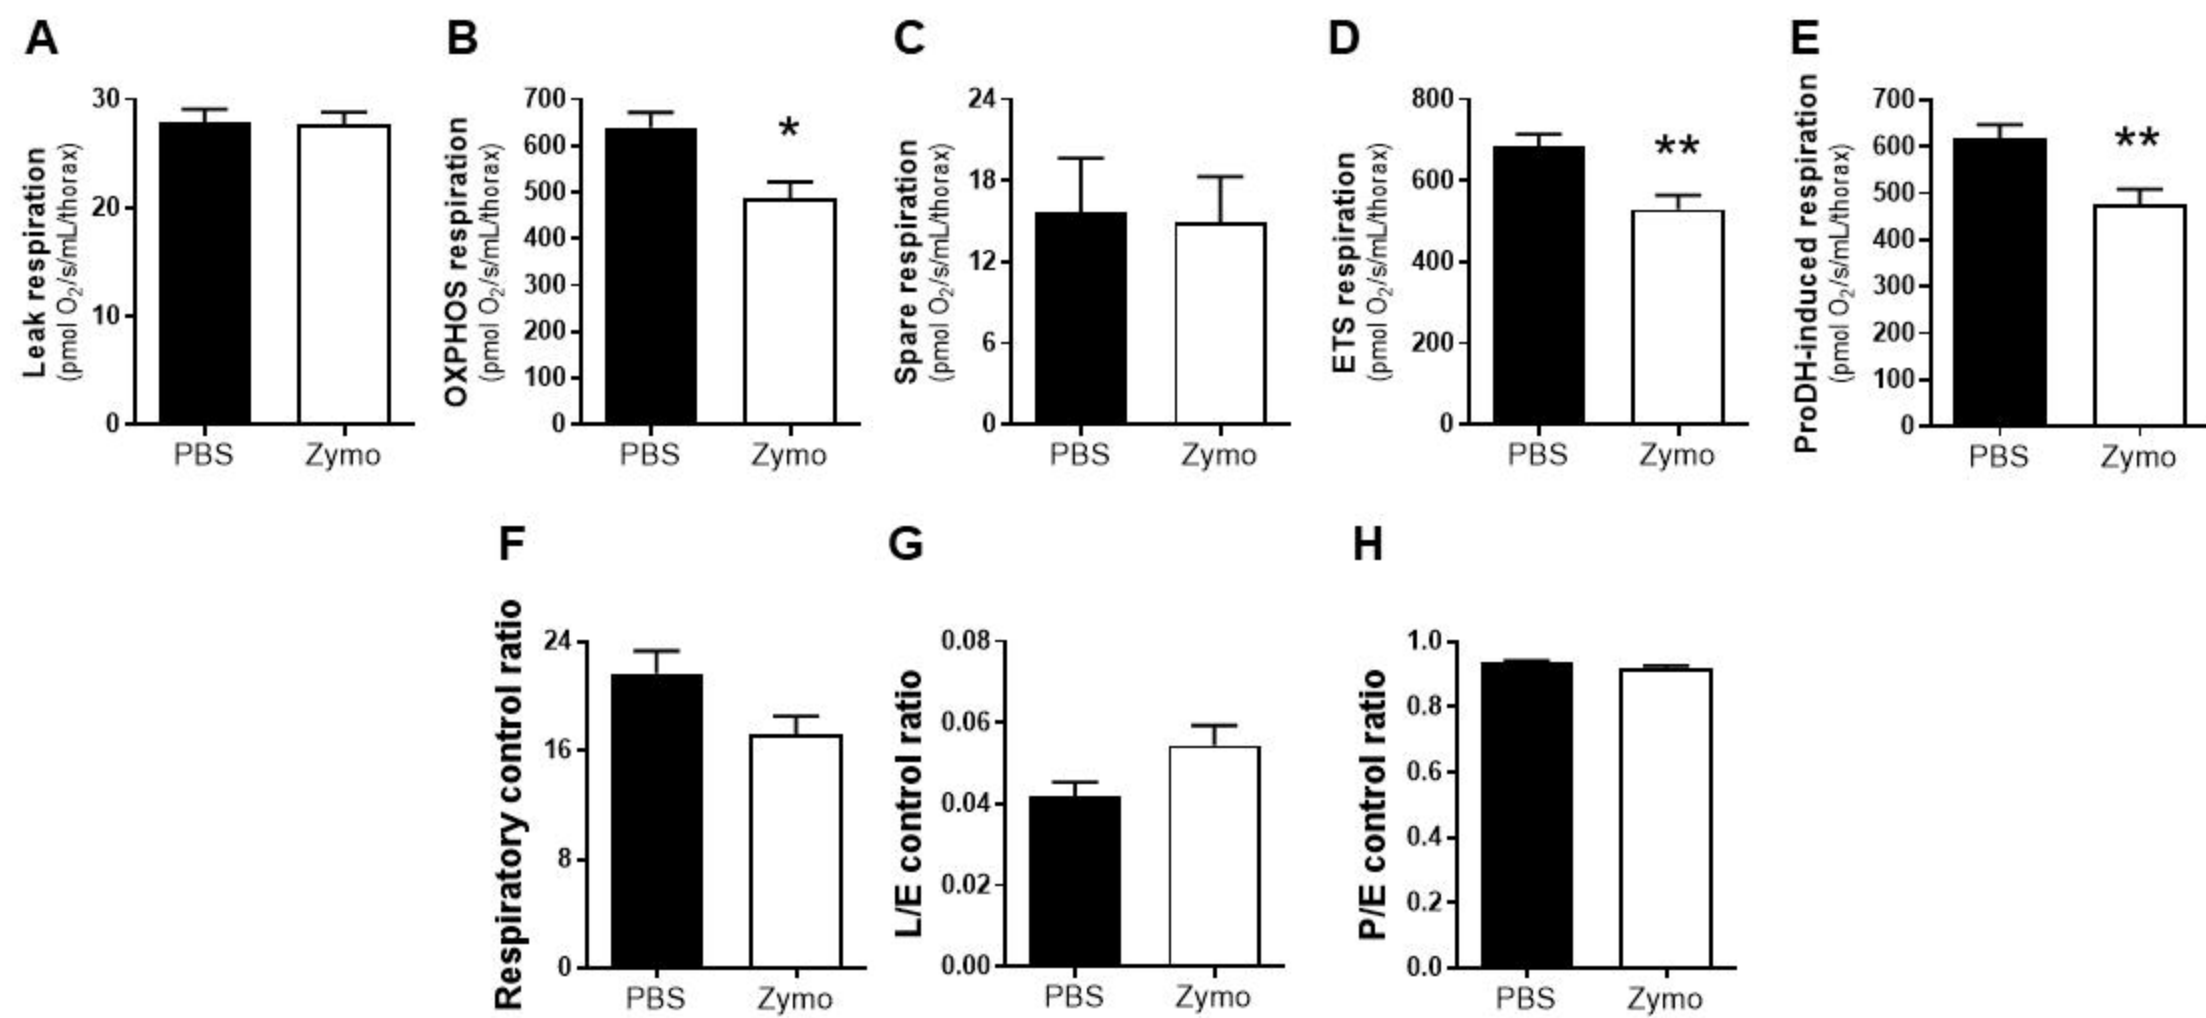 A
B
C
D
E
Leak respiration
(pmol O2/s/mL/thorax)
30
20
10
0
PBS
Zymo
OXPHOS respiration
(pmol O2/s/mL/thorax)
700
600
500
400
300
200
100
0
*
PBS
Zymo
Spare respiration
(pmol O2/s/mL/thorax)
24
18
12
6
0
PBS
Zymo
ETS respiration
(pmol O2/s/mL/thorax)
800
600
400
200
0
**
PBS
Zymo
ProDH-induced respiration
(pmol O2/s/mL/thorax)
700
600
500
400
300
200
100
0
**
PBS
Zymo
F
G
H
Respiratory control ratio
24
16
8
0
PBS
Zymo
L/E control ratio
0.08
0.06
0.04
0.02
0.00
PBS
Zymo
P/E control ratio
1.0
0.8
0.6
0.4
0.2
0.0
PBS
Zymo